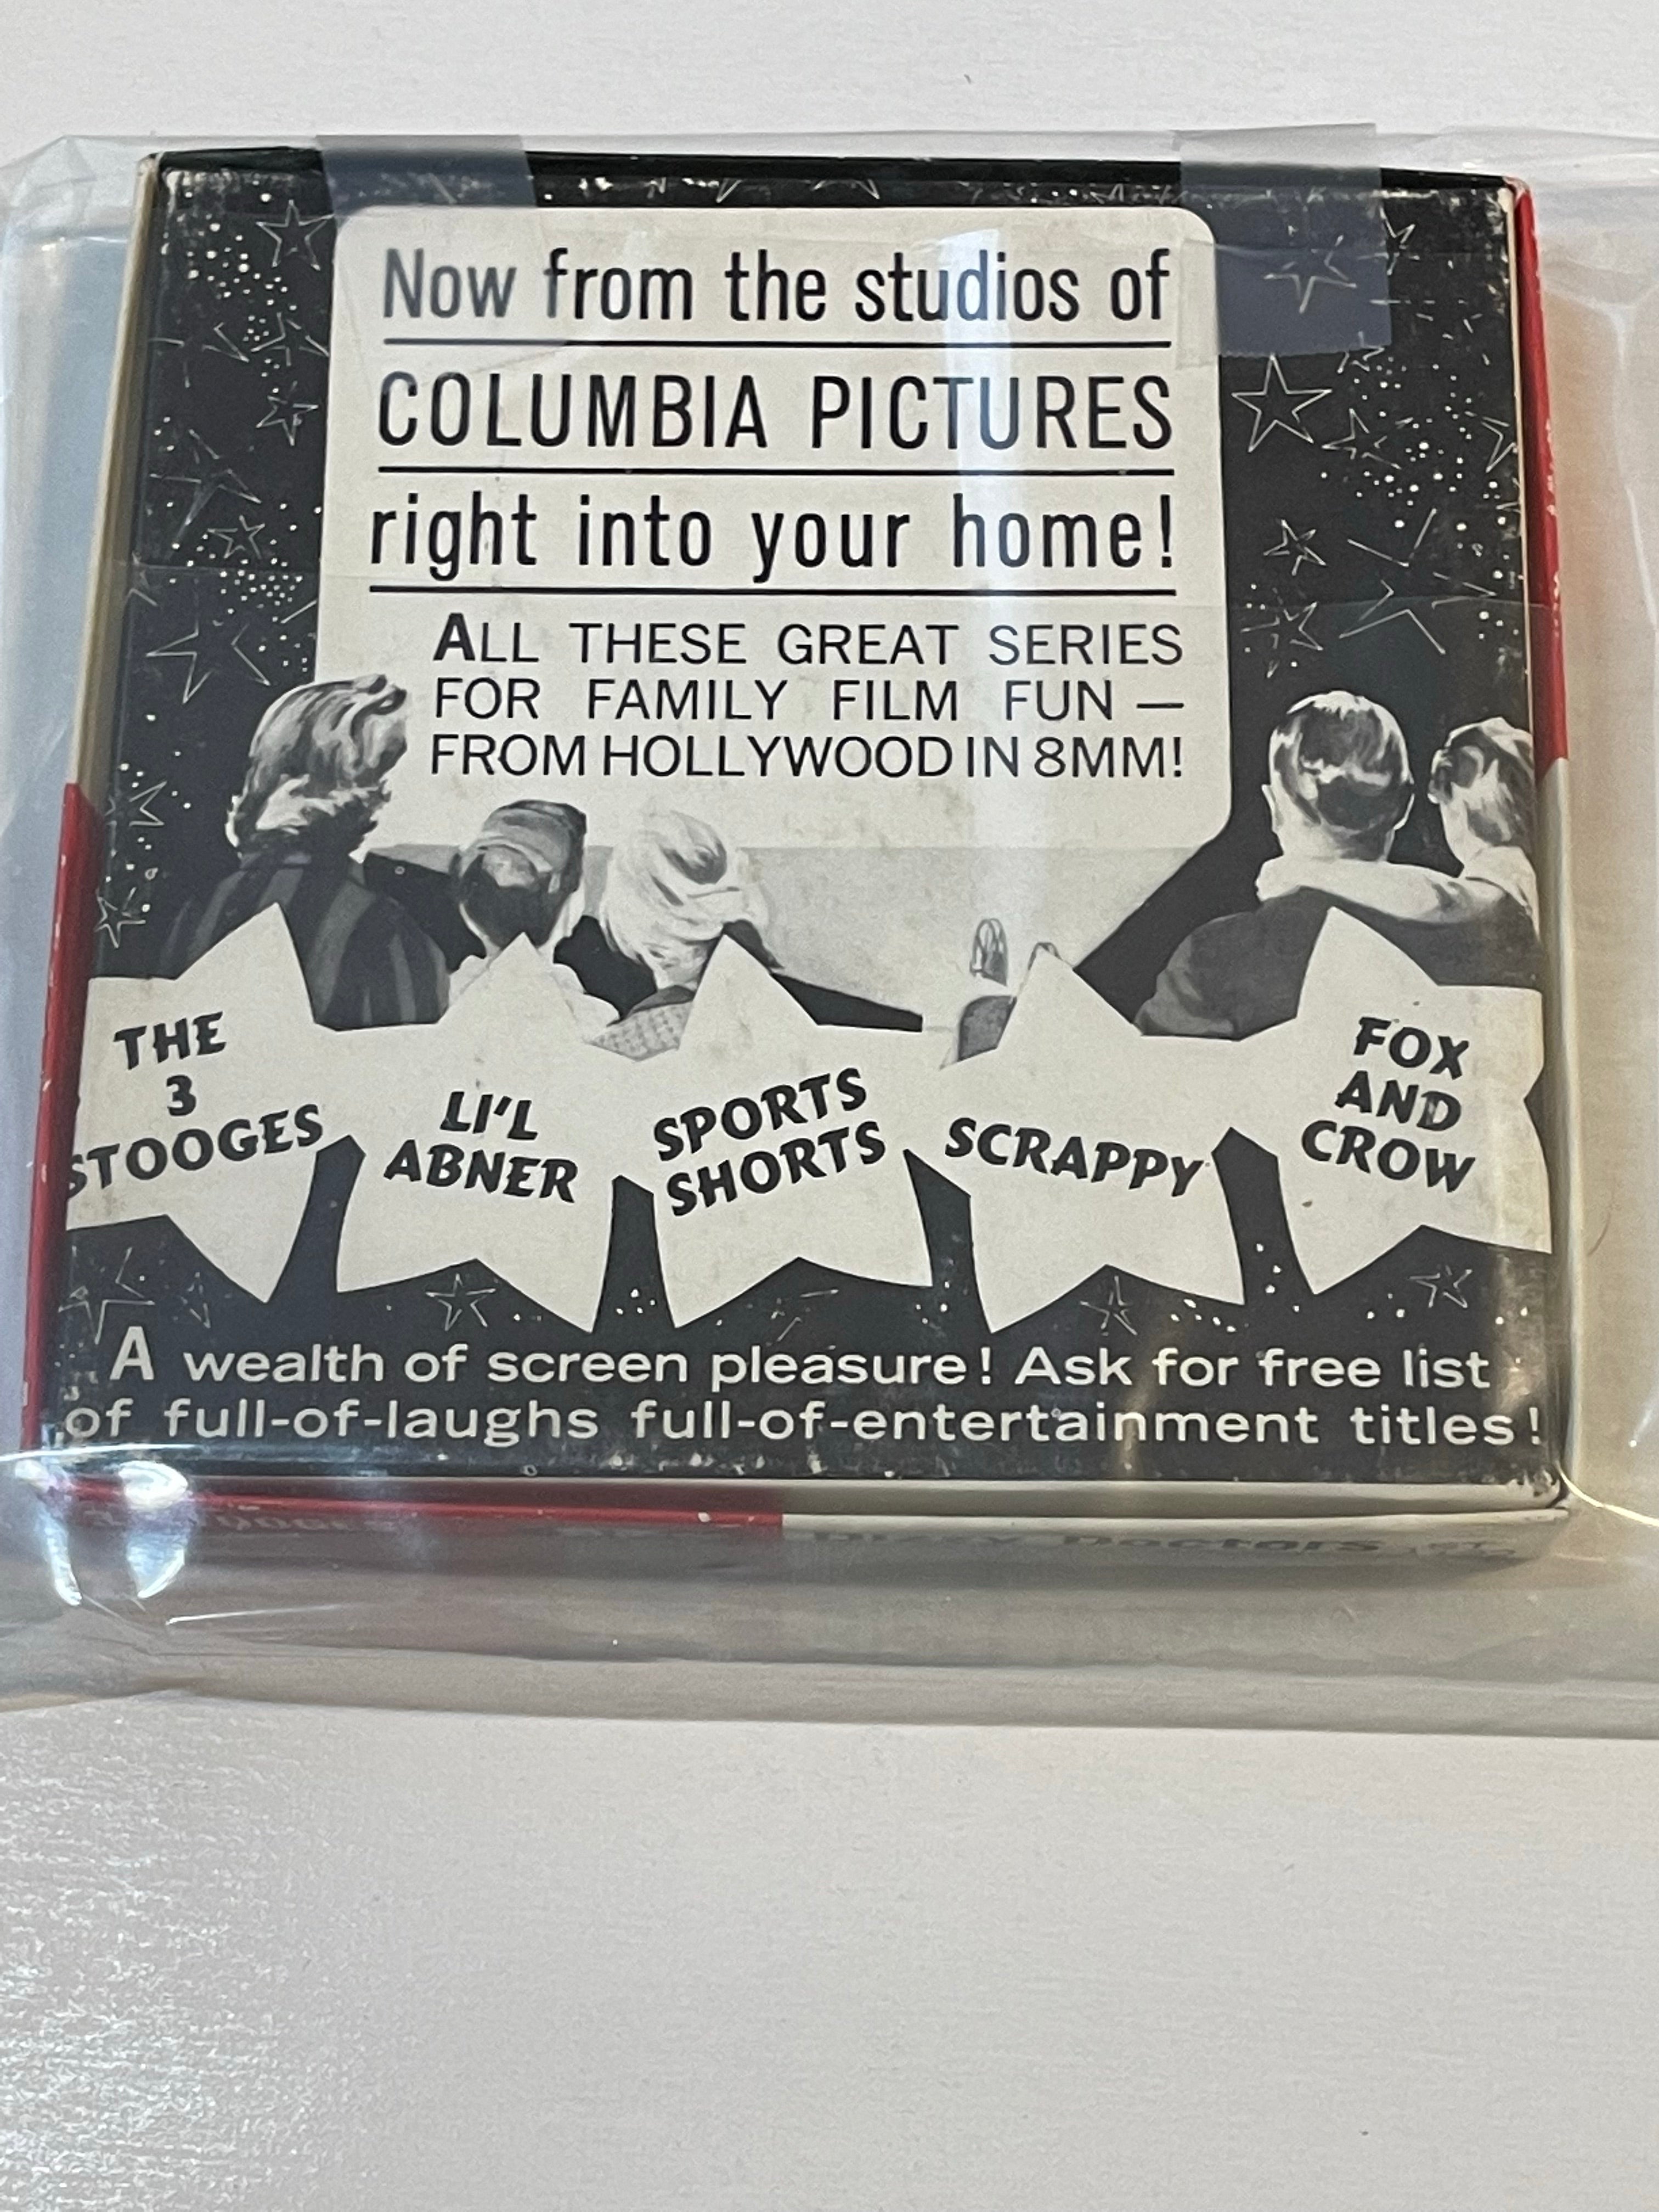 Now from the studios of
COLUMBIA PICTURES
right into your home!
ALL THESE GREAT SERIES
FOR FAMILY FILM FUN —
FROM HOLLYWOOD IN 8MM!
THE
3
STOOGES
LI'L
ABNER
SPORTS
SHORTS
SCRAPPY
FOX
AND
CROW
A wealth of screen pleasure! Ask for free list
of full-of-laughs full-of-entertainment titles!
Dizzy Doctors